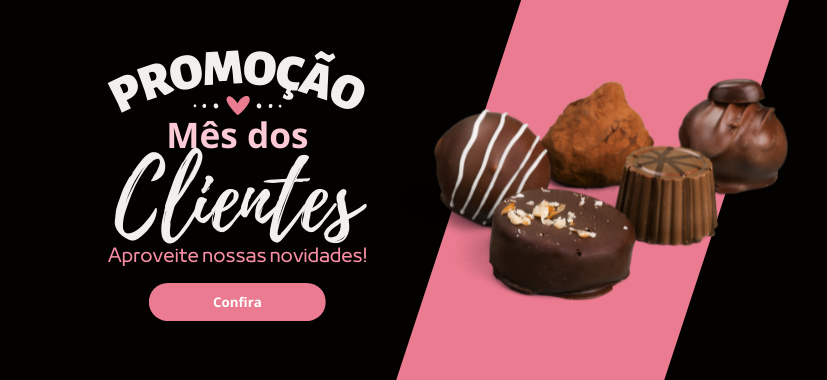 PROMOÇÃO
Mês dos
Clientes
Aproveite nossas novidades!
Confira